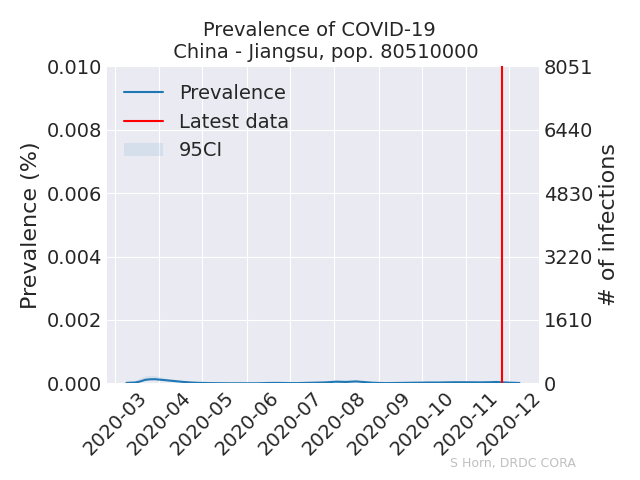 Prevalence of COVID-19
China - Jiangsu, pop. 80510000
Prevalence
Latest data
95CI
Prevalence (%)
0.010
0.008
0.006
0.004
0.002
0.000
8051
6440
4830
3220
1610
0
# of infections
2020-03
2020-04
2020-05
2020-06
2020-07
2020-08
2020-09
2020-10
2020-11
2020-12
S Horn, DRDC CORA